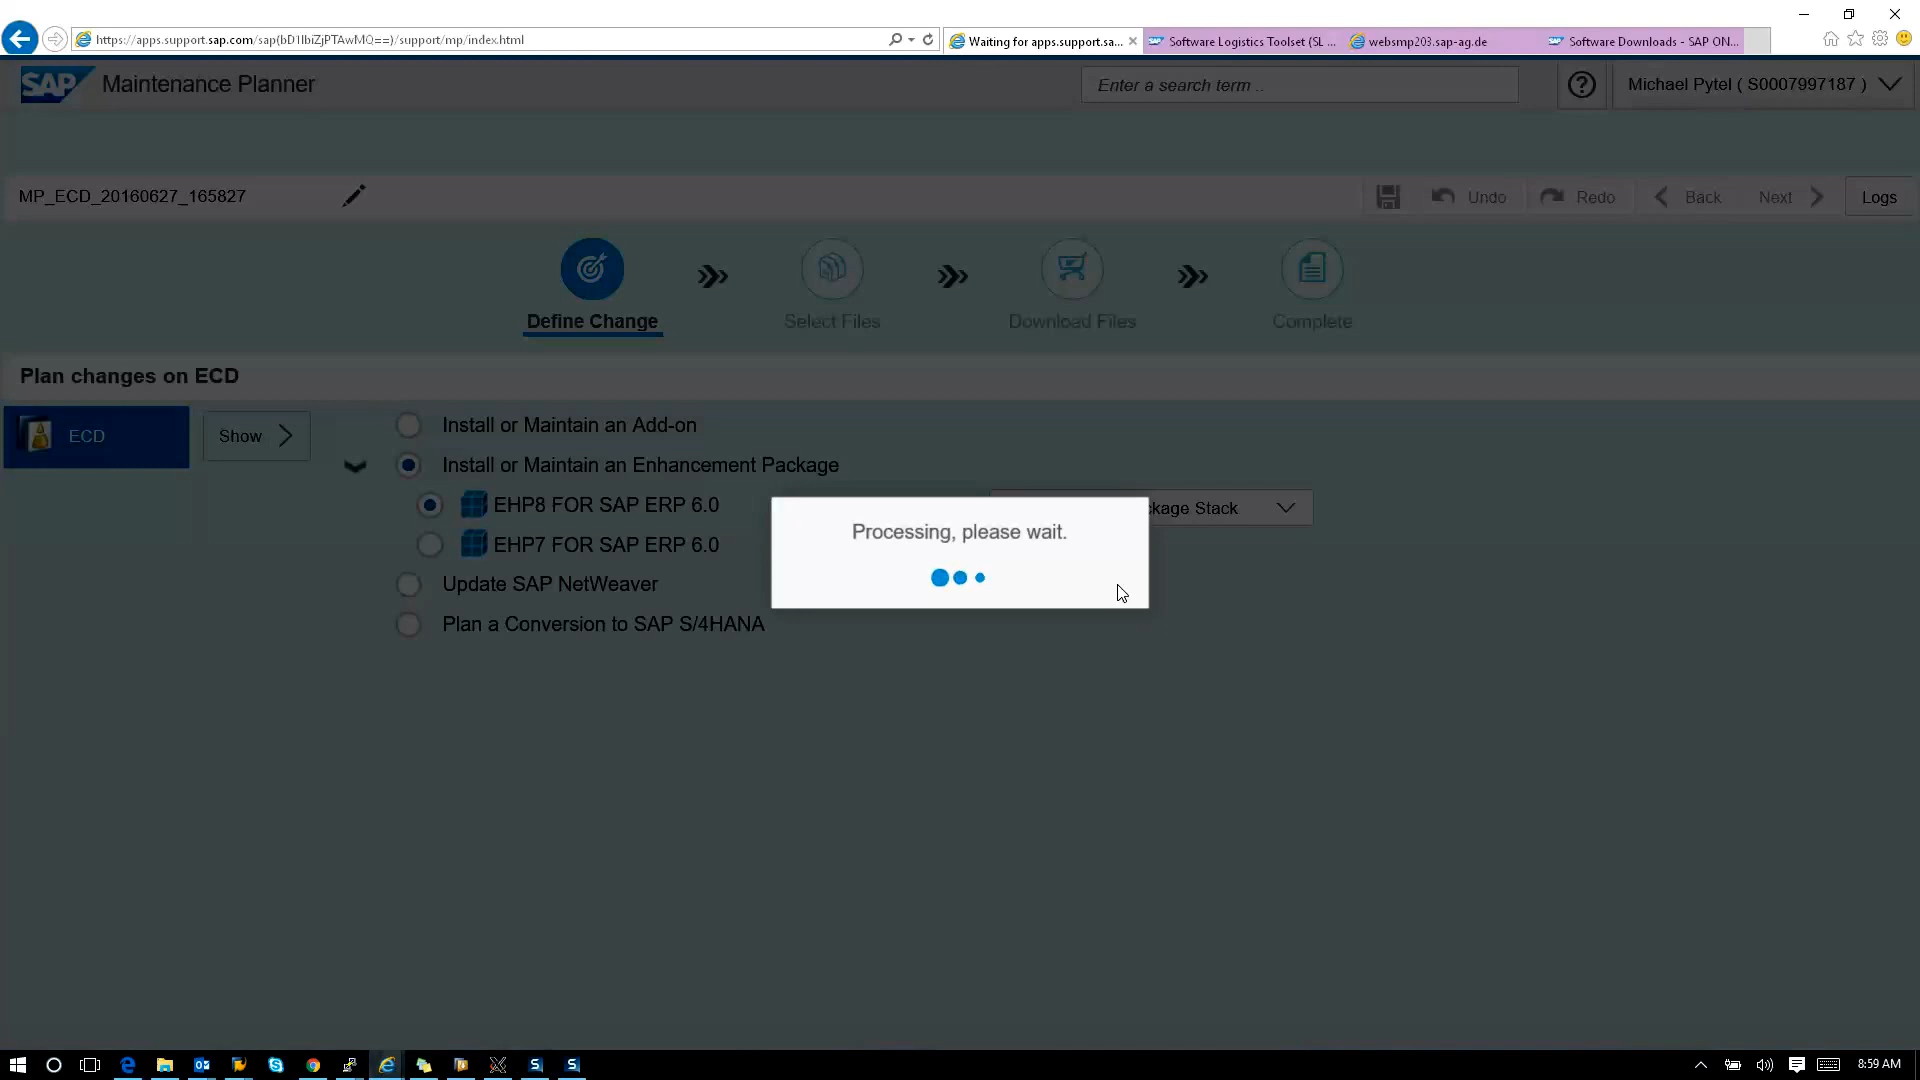 https://apps.support.sap.com/sap(bD1lbiZjPTAwMQ==)/support/mp/index.html
Waiting for apps.support.sa...
Software Logistics Toolset (SL ...
websmp203.sap-ag.de
Software Downloads - SAP ON...
SAP
Maintenance Planner
Enter a search term ..
Michael Pytel ( S0007997187 )
MP_ECD_20160627_165827
Undo
Redo
Back
Next
Logs
Define Change
Select Files
Download Files
Complete
Plan changes on ECD
ECD
Show
Install or Maintain an Add-on
Install or Maintain an Enhancement Package
EHP8 FOR SAP ERP 6.0
ckage Stack
EHP7 FOR SAP ERP 6.0
Update SAP NetWeaver
Plan a Conversion to SAP S/4HANA
Processing, please wait.
8:59 AM